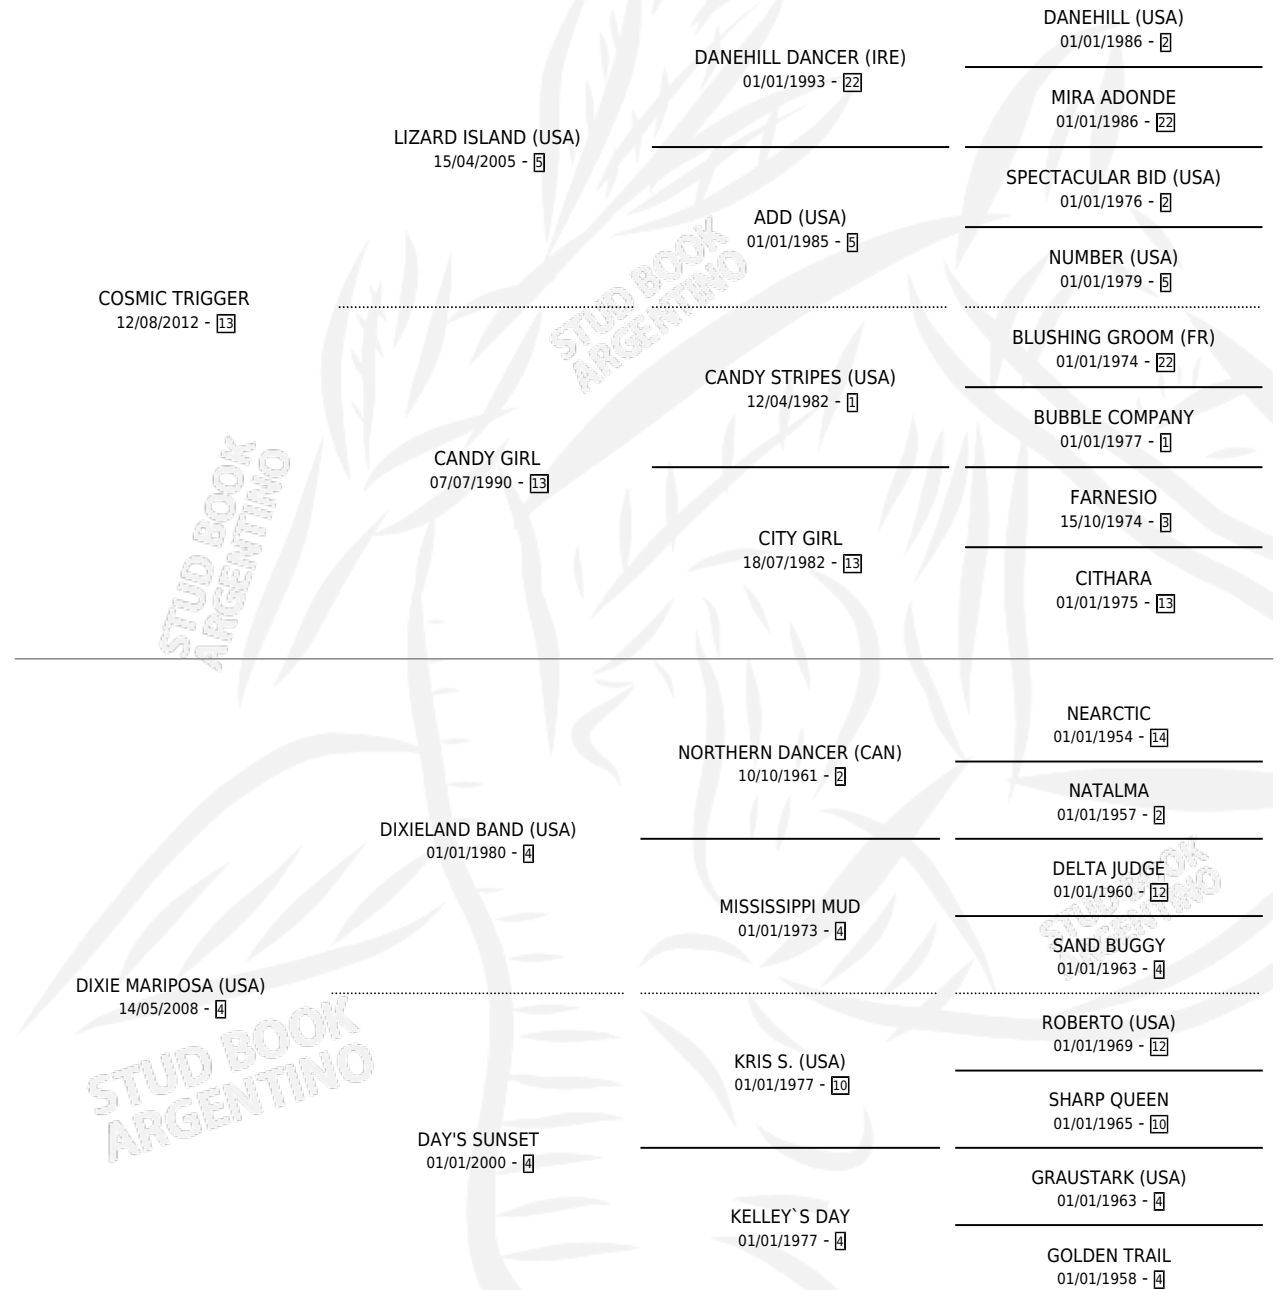 DANEHILL (USA)
01/01/1986 - 2
DANEHILL DANCER (IRE)
01/01/1993 - 22
MIRA ADONDE
01/01/1986 - 22
LIZARD ISLAND (USA)
15/04/2005 - 5
SPECTACULAR BID (USA)
01/01/1976 - 2
ADD (USA)
01/01/1985 - 5
NUMBER (USA)
01/01/1979 - 5
COSMIC TRIGGER
12/08/2012 - 13
STUD BOOK
ARGENTINO
BLUSHING GROOM (FR)
01/01/1974 - 22
CANDY STRIPES (USA)
12/04/1982 - 1
BUBBLE COMPANY
01/01/1977 - 1
CANDY GIRL
07/07/1990 - 13
FARNESIO
15/10/1974 - 3
CITY GIRL
18/07/1982 - 13
CITHARA
01/01/1975 - 13
STUD BOOK
ARGENTINO
NEARCTIC
01/01/1954 - 14
NORTHERN DANCER (CAN)
10/10/1961 - 2
NATALMA
01/01/1957 - 2
DIXIELAND BAND (USA)
01/01/1980 - 4
DELTA JUDGE
01/01/1960 - 12
MISSISSIPPI MUD
01/01/1973 - 4
STUD BOOK
ARGENTINO
SAND BUGGY
01/01/1963 - 4
DIXIE MARIPOSA (USA)
14/05/2008 - 4
STUD BOOK
ARGENTINO
ROBERTO (USA)
01/01/1969 - 12
KRIS S. (USA)
01/01/1977 - 10
SHARP QUEEN
01/01/1965 - 10
DAY'S SUNSET
01/01/2000 - 4
GRAUSTARK (USA)
01/01/1963 - 4
KELLEY`S DAY
01/01/1977 - 4
GOLDEN TRAIL
01/01/1958 - 4